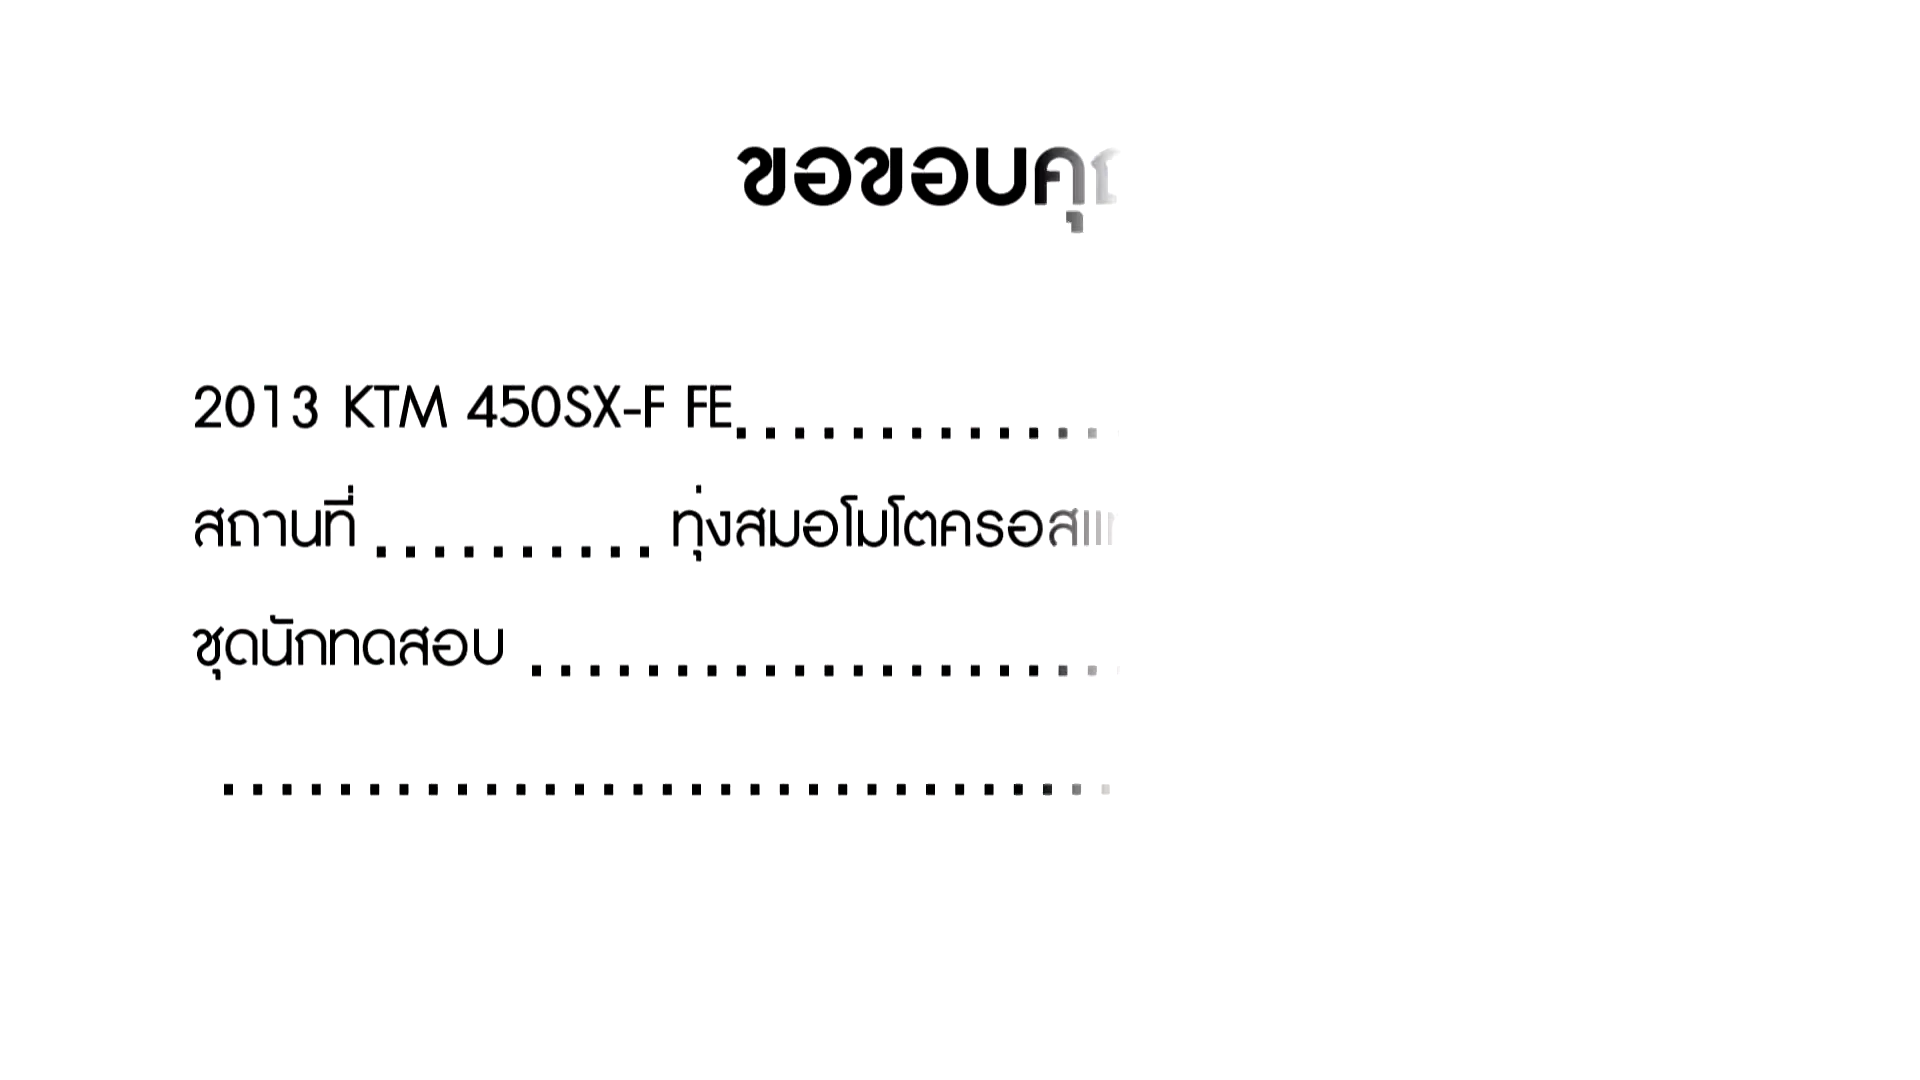 ขอขอบคุณ
2013 KTM 450SX-F FE.............
สถานที่ .......... ทุ่งสมอโมโตครอส
ชุดนักทดสอบ ....................
...............................